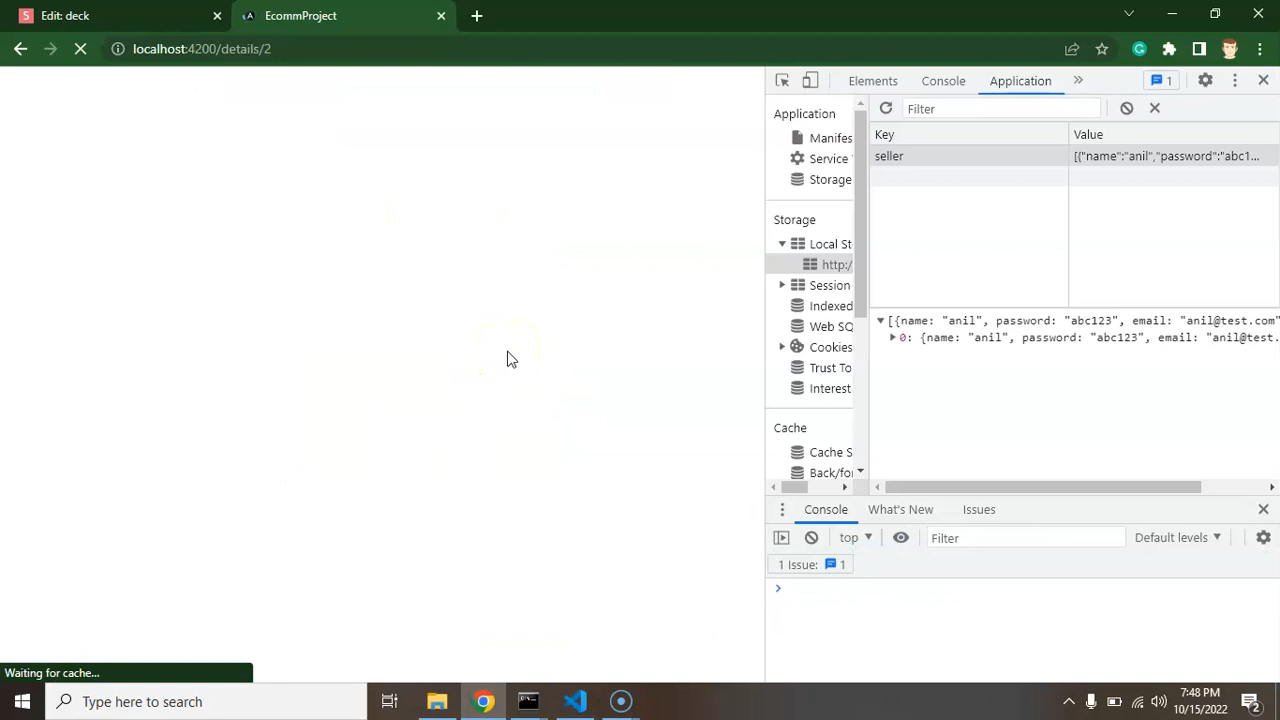 Edit: deck
EcommProject
localhost:4200/details/2
Elements
Console
Application
1
Application
Manifes
Service
Storage
Storage
Local St
http:/
Session
Indexed
Web SQ
Cookies
Trust To
Interest
Cache
Cache S
Back/for
Filter
Key
Value
seller
[{"name":"anil","password":"abc1...
[{name: "anil", password: "abc123", email: "anil@test.com"
0: {name: "anil", password: "abc123", email: "anil@test.
Console
What's New
Issues
top
Filter
Default levels
1 Issue:
1
Waiting for cache...
Type here to search
7:48 PM
10/15/2022
2